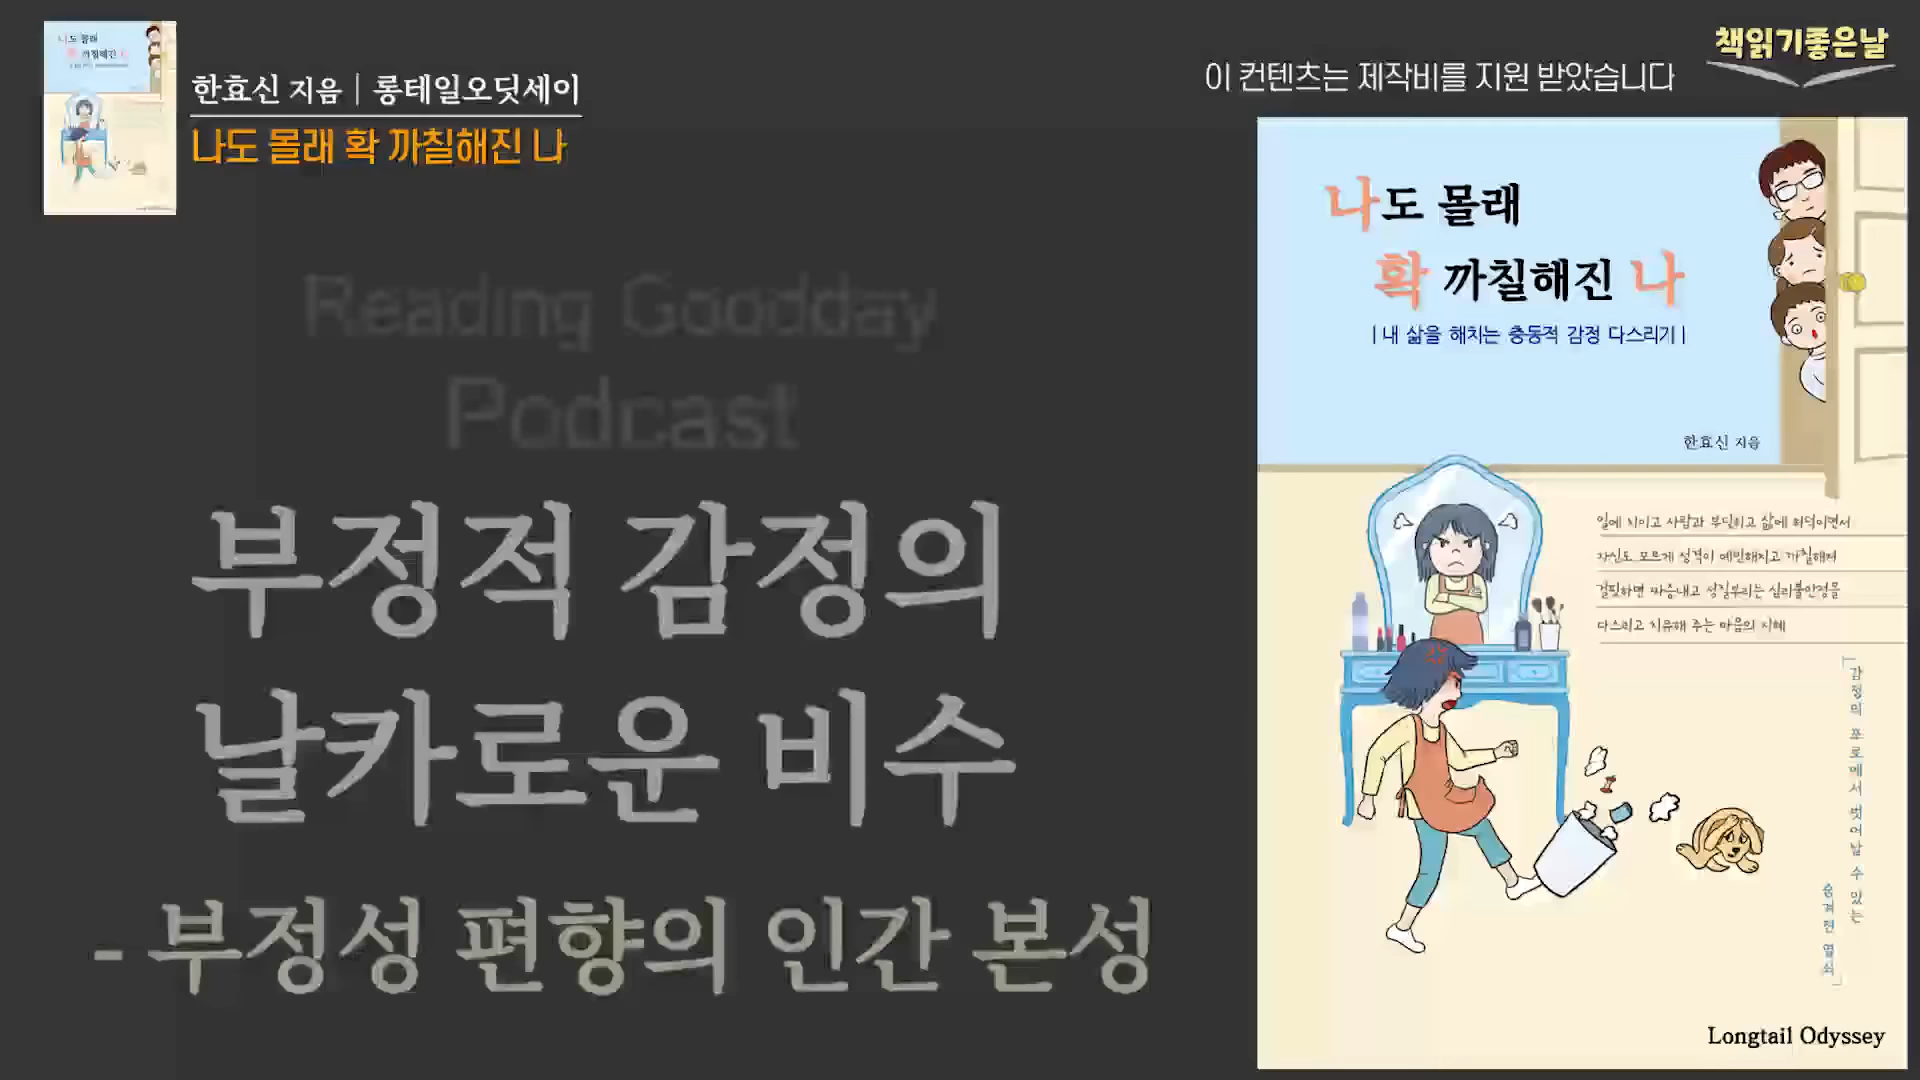 한효신 지음 | 롱테일오딧세이
나도 몰래 확 까칠해진 나
이 컨텐츠는 제작비를 지원 받았습니다
책읽기좋은날
Reading Goodday
Podcast
부정적 감정의
날카로운 비수
- 부정성 편향의 인간 본성
나도 몰래
확 까칠해진 나
| 내 삶을 해치는 충동적 감정 다스리기 |
한효신 지음
일에 치이고 사람과 부딪히고 삶에 허덕이면서
자신도 모르게 성격이 예민해지고 까칠해져
걸핏하면 짜증내고 성질부리는 심리불안정을
다스리고 치유해 주는 마음의 지혜
「감정의 포로에서 벗어날 수 있는
숨겨진 열쇠」
Longtail Odyssey